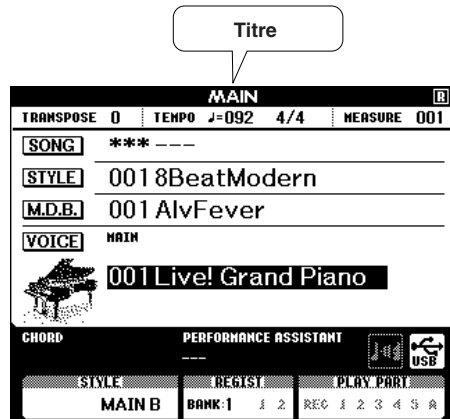 Titre
MAIN R
TRANSPOSE 0 TEMPO ♩=092 4/4 MEASURE 001
SONG *** ---
STYLE 001 8BeatModern
M.D.B. 001 AlvFever
VOICE MAIN
001 Live! Grand Piano
CHORD PERFORMANCE ASSISTANT
--- USB
STYLE REGIST PLAY PART
MAIN B BANK:1 1 2 REC 1 2 3 4 5 A